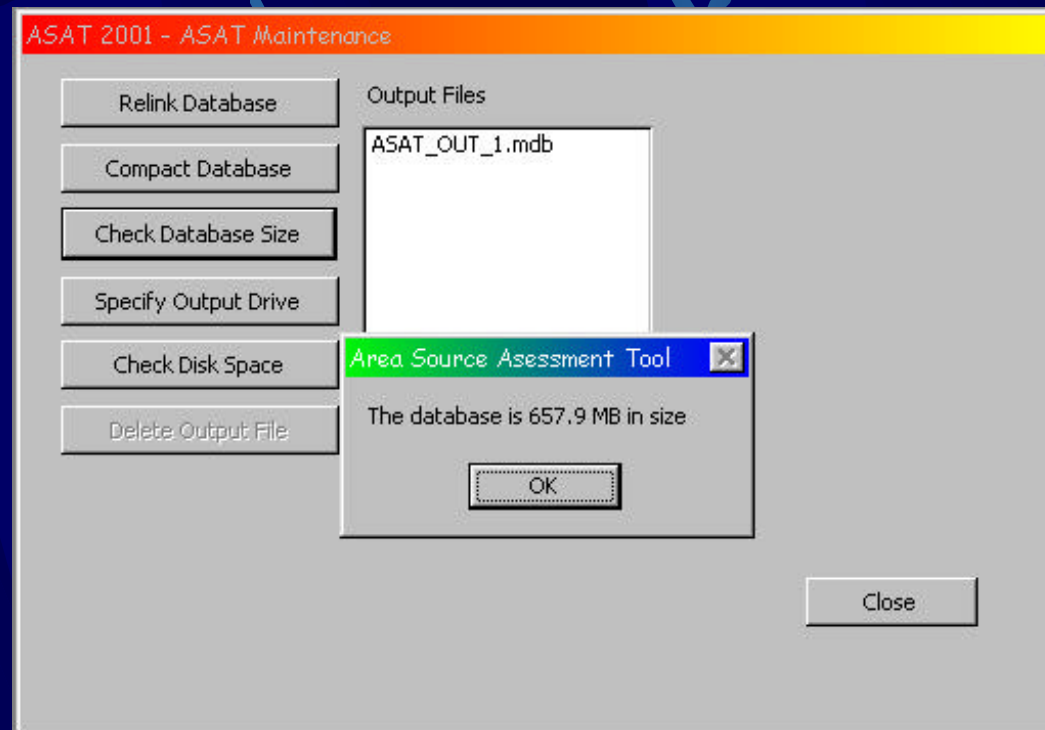 ASAT 2001 - ASAT Maintenance
Relink Database
Output Files
ASAT_OUT_1.mdb
Compact Database
Check Database Size
Specify Output Drive
Check Disk Space
Delete Output File
Area Source Asessment Tool
The database is 657.9 MB in size
OK
Close